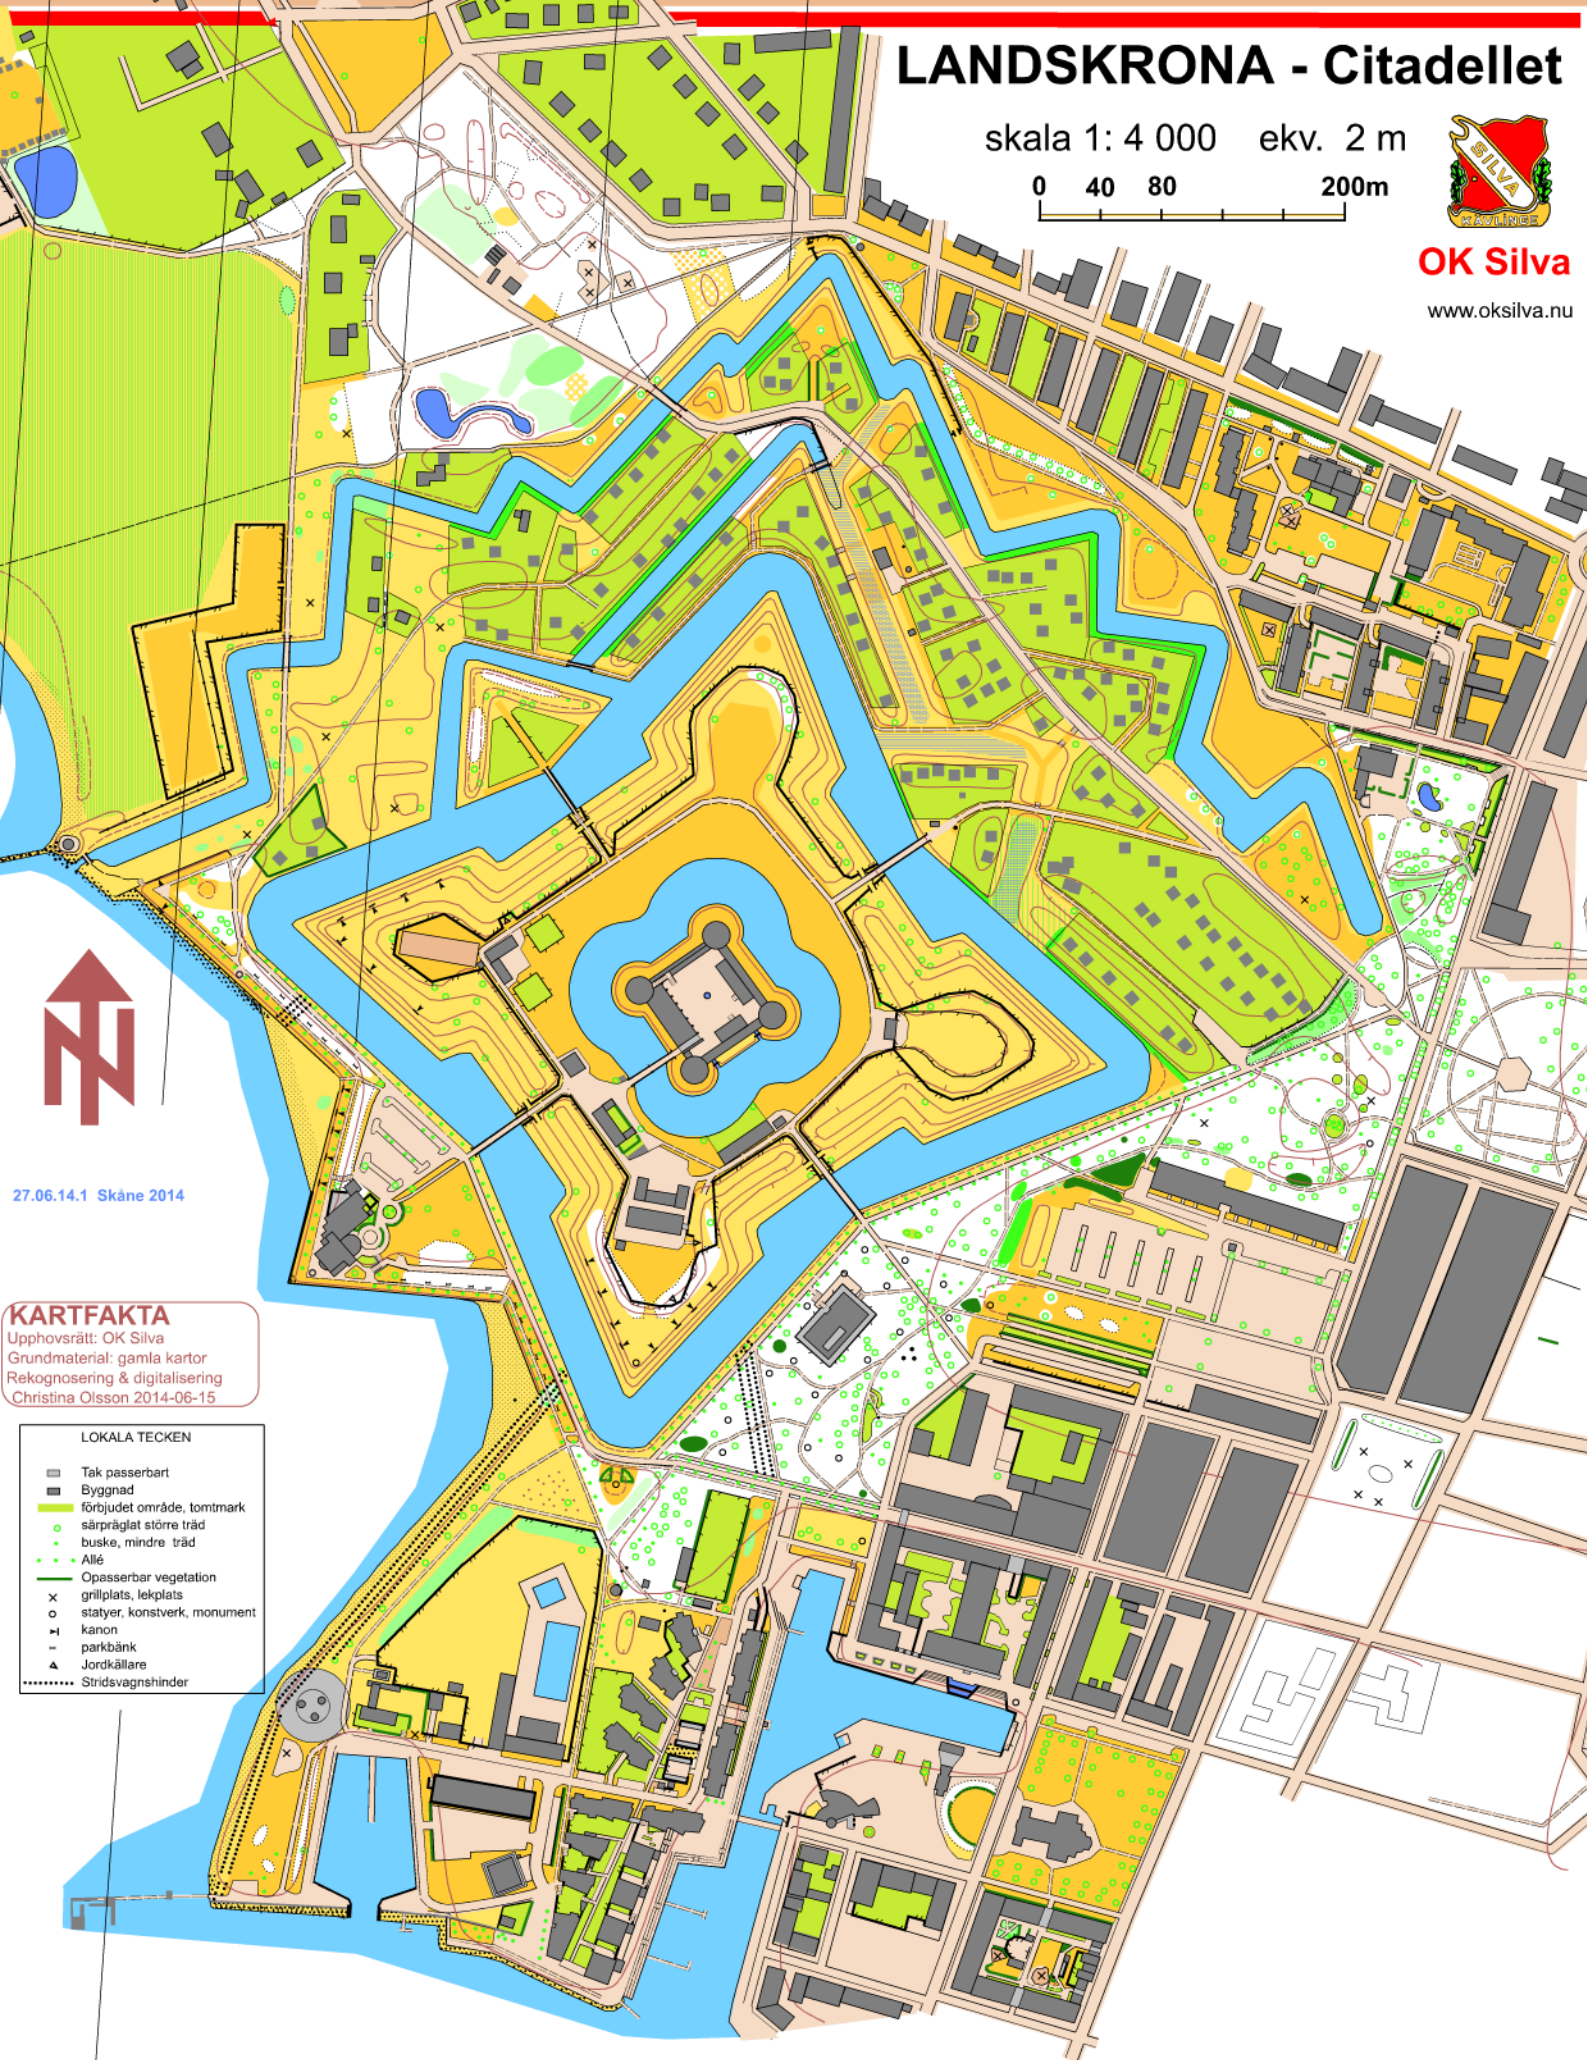 LANDSKRONA - Citadellet
skala 1: 4 000 ekv. 2 m
0 40 80 200m
SILVA
KÄVLINGE
OK Silva
www.oksilva.nu
N
27.06.14.1 Skåne 2014
KARTFAKTA
Upphovsrätt: OK Silva
Grundmaterial: gamla kartor
Rekognosering & digitalisering
Christina Olsson 2014-06-15
LOKALA TECKEN
Tak passerbart
Byggnad
förbjudet område, tomtmark
särpräglat större träd
buske, mindre träd
Allé
Opasserbar vegetation
grillplats, lekplats
statyer, konstverk, monument
kanon
parkbänk
Jordkällare
Stridsvagnshinder